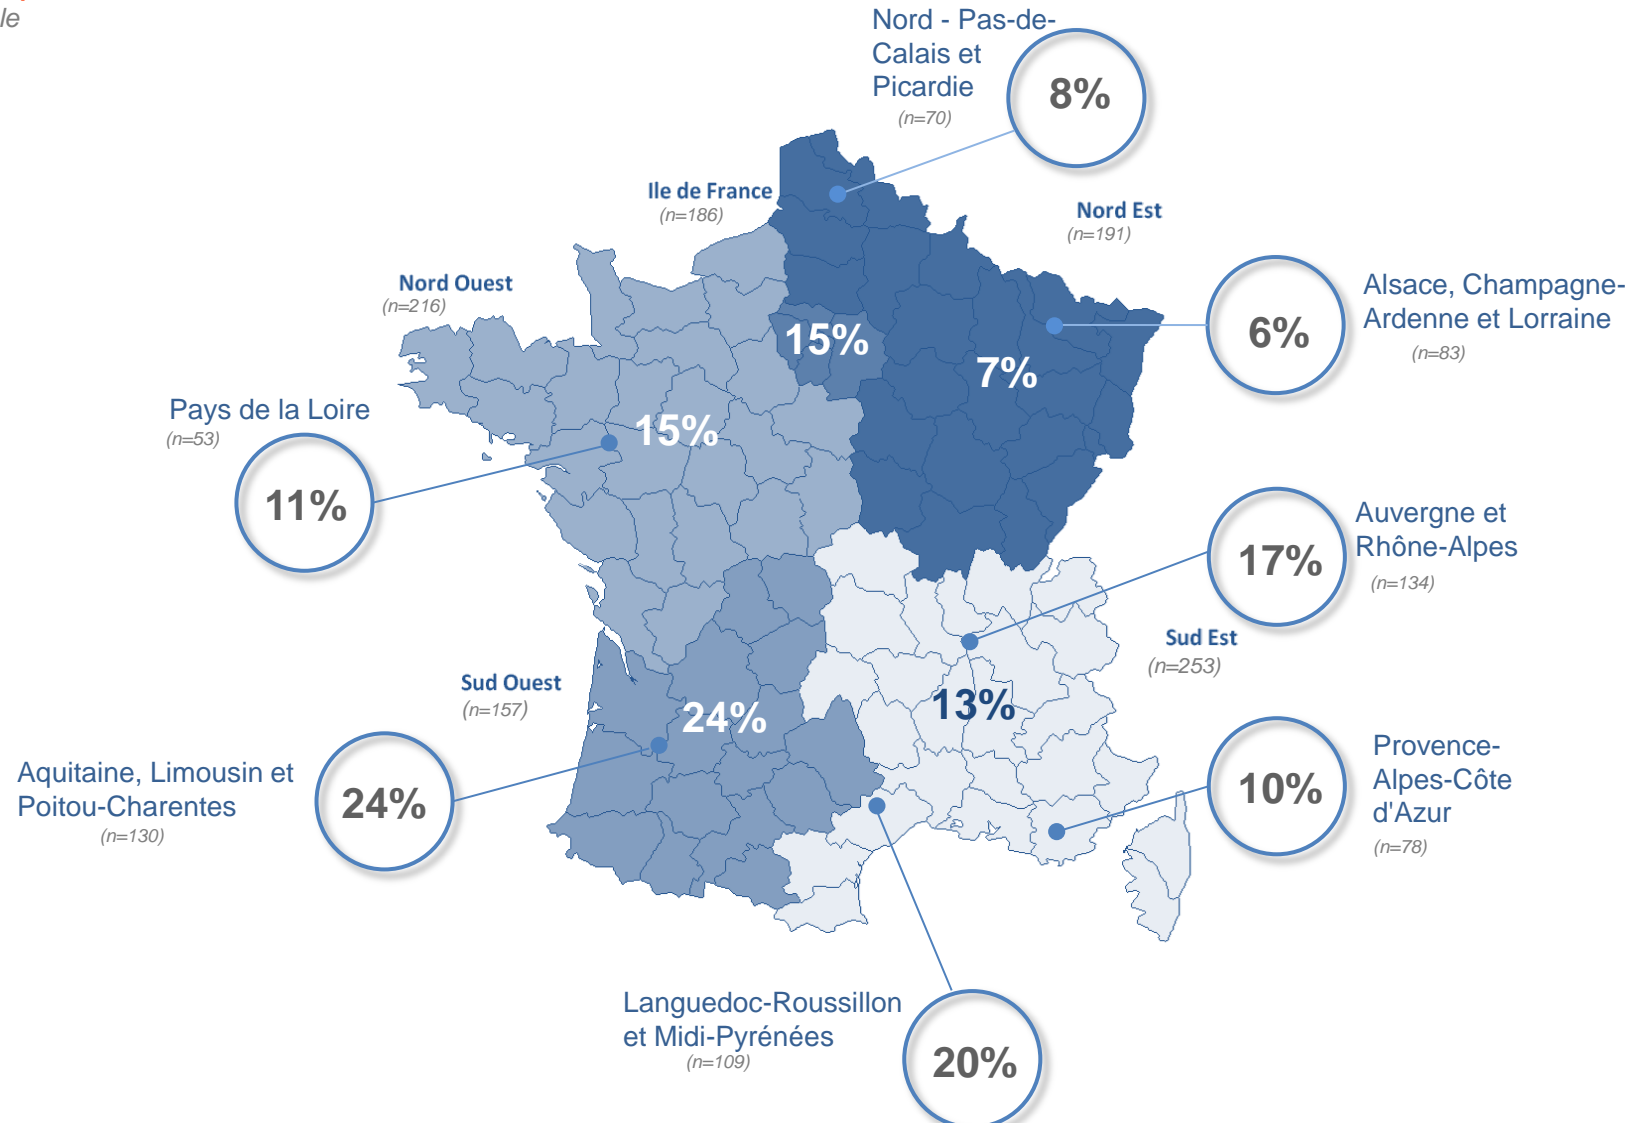 le
Nord - Pas-de-
Calais et
Picardie
(n=70)
8%
Ile de France
(n=186)
Nord Est
(n=191)
Nord Ouest
(n=216)
Alsace, Champagne-
Ardenne et Lorraine
(n=83)
6%
15%
7%
Pays de la Loire
(n=53)
11%
15%
Auvergne et
Rhône-Alpes
(n=134)
17%
Sud Est
(n=253)
13%
Sud Ouest
(n=157)
24%
Aquitaine, Limousin et
Poitou-Charentes
(n=130)
24%
Provence-
Alpes-Côte
d'Azur
(n=78)
10%
Languedoc-Roussillon
et Midi-Pyrénées
(n=109)
20%